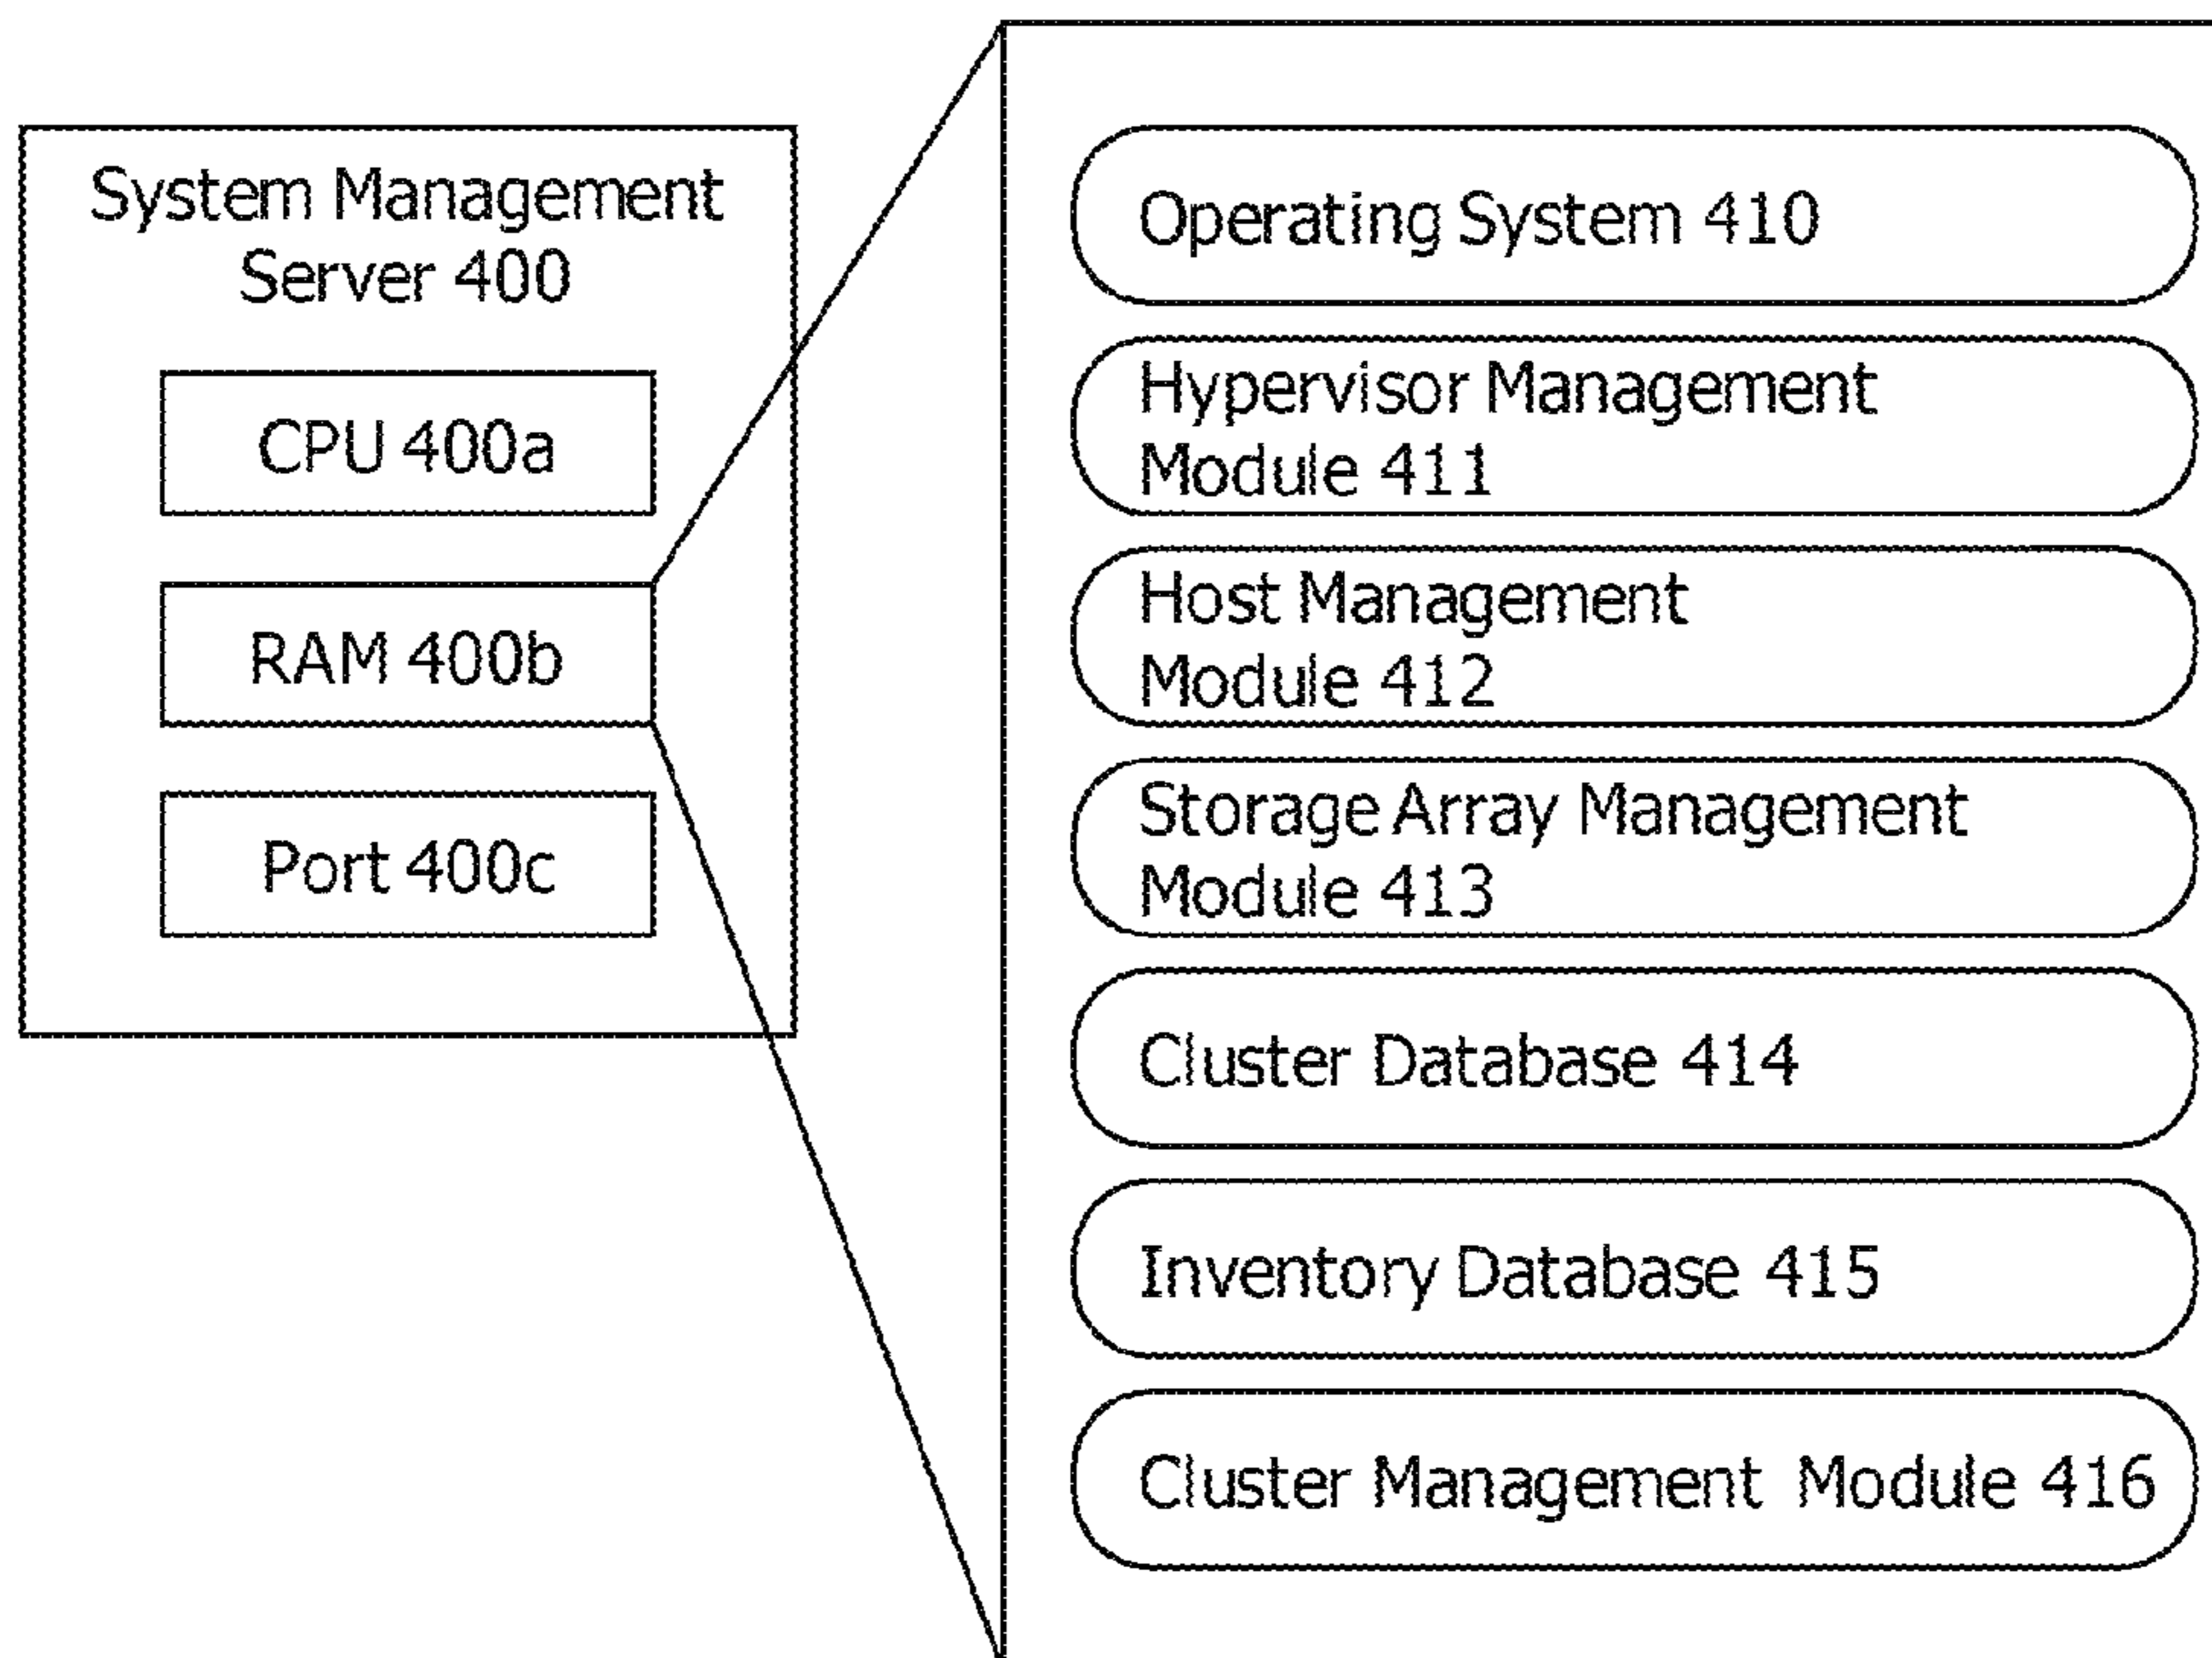 System Management
Server 400
CPU 400a
RAM 400b
Port 400c
Operating System 410
Hypervisor Management
Module 411
Host Management
Module 412
Storage Array Management
Module 413
Cluster Database 414
Inventory Database 415
Cluster Management Module 416